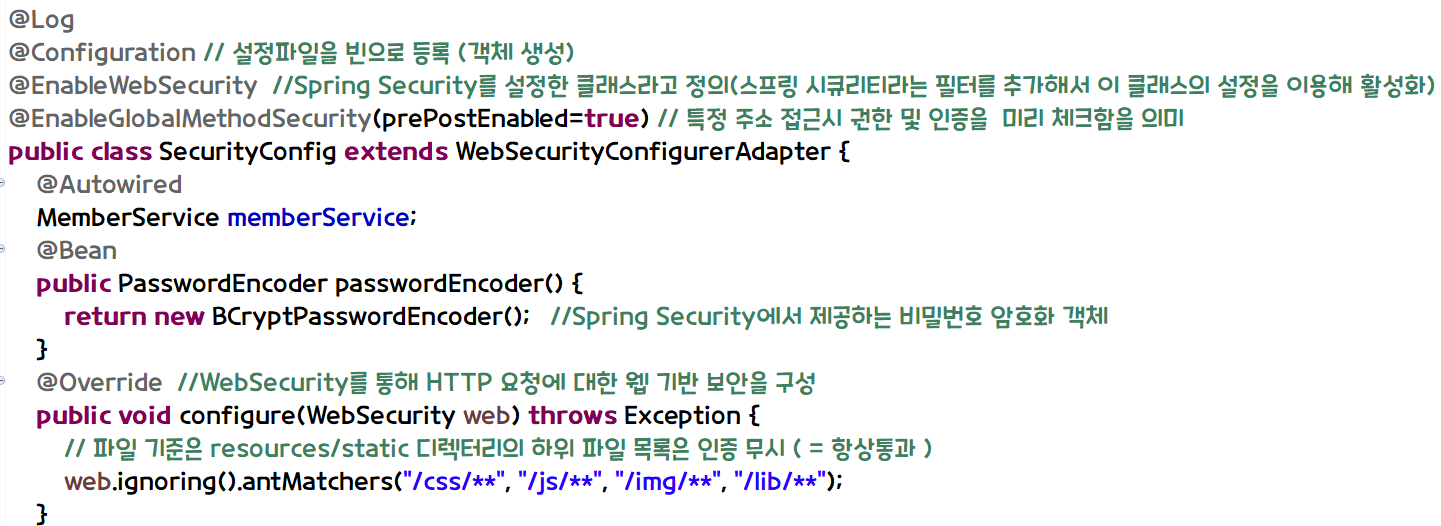 @Log
@Configuration // 설정파일을 빈으로 등록 (객체 생성)
@EnableWebSecurity  //Spring Security를 설정한 클래스라고 정의(스프링 시큐리티라는 필터를 추가해서 이 클래스의 설정을 이용해 활성화)
@EnableGlobalMethodSecurity(prePostEnabled=true) // 특정 주소 접근시 권한 및 인증을  미리 체크함을 의미
public class SecurityConfig extends WebSecurityConfigurerAdapter {
@Autowired
MemberService memberService;
@Bean
public PasswordEncoder passwordEncoder() {
return new BCryptPasswordEncoder();   //Spring Security에서 제공하는 비밀번호 암호화 객체
}
@Override  //WebSecurity를 통해 HTTP 요청에 대한 웹 기반 보안을 구성
public void configure(WebSecurity web) throws Exception {
// 파일 기준은 resources/static 디렉터리의 하위 파일 목록은 인증 무시 ( = 항상통과 )
web.ignoring().antMatchers("/css/**", "/js/**", "/img/**", "/lib/**");
}